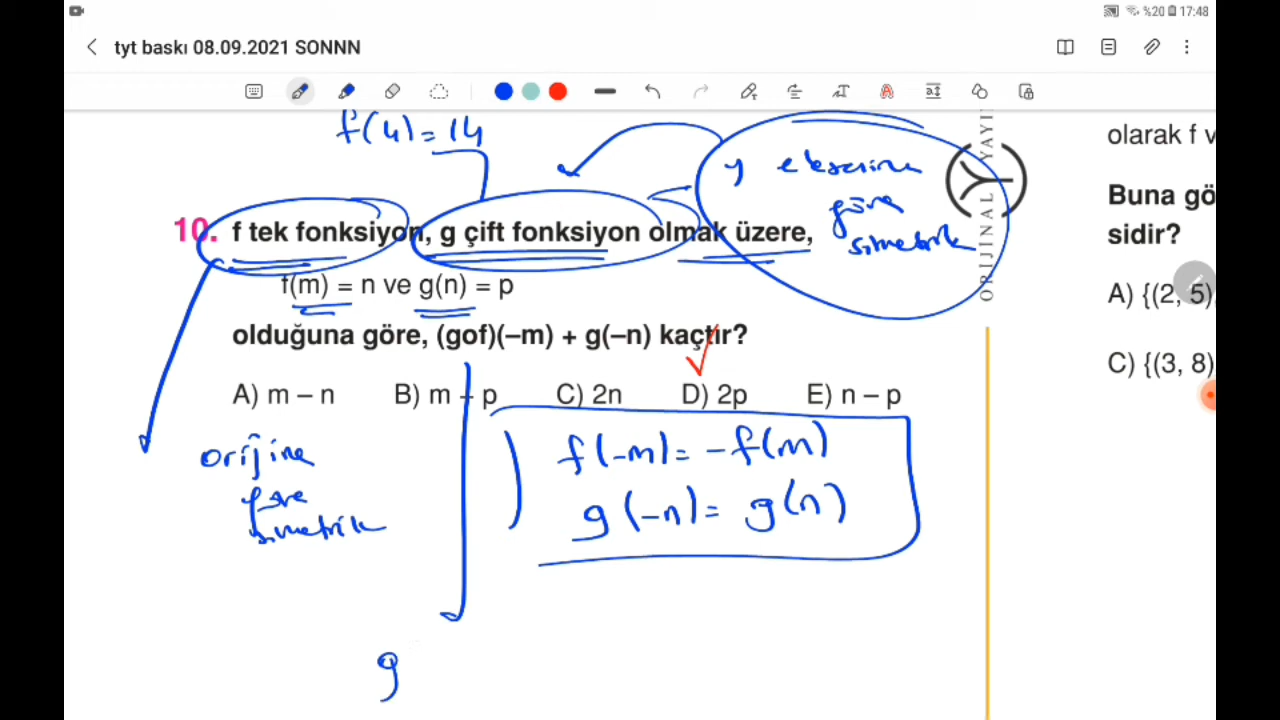 %20 17:48
tyt baskı 08.09.2021 SONNN
f(4) = 14
y eksenine
göre
simetrik
ORİJİNAL YAYI
10. f tek fonksiyon, g çift fonksiyon olmak üzere,
f(m) = n ve g(n) = p
olduğuna göre, (gof)(–m) + g(–n) kaçtır?
A) m – n B) m – p C) 2n D) 2p E) n – p
orijine
göre
simetrik
f(-m) = -f(m)
g(-n) = g(n)
g
olarak f v
Buna gö
sidir?
A) {(2, 5)
C) {(3, 8)